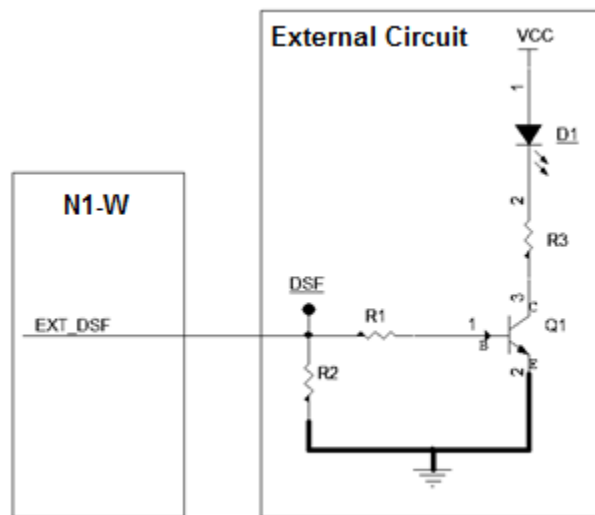 External Circuit
VCC
1
D1
N1-W
2
R3
DSF
3
C
EXT_DSF
R1
1
B
Q1
R2
2
E